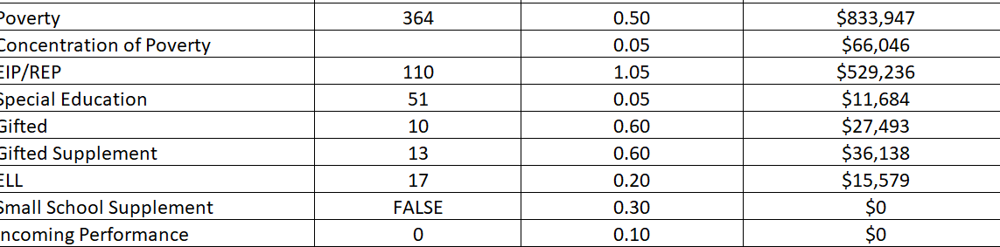 Poverty 364 0.50 $833,947
Concentration of Poverty 0.05 $66,046
EIP/REP 110 1.05 $529,236
Special Education 51 0.05 $11,684
Gifted 10 0.60 $27,493
Gifted Supplement 13 0.60 $36,138
ELL 17 0.20 $15,579
Small School Supplement FALSE 0.30 $0
Incoming Performance 0 0.10 $0